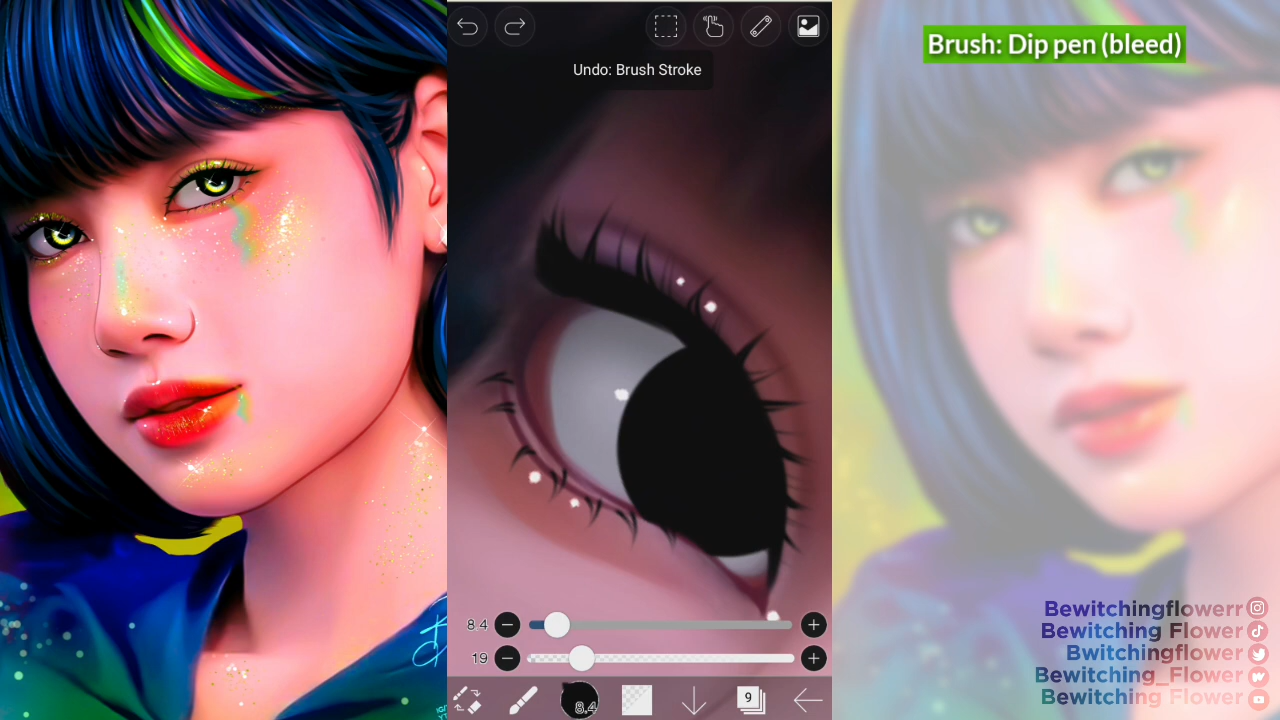 Undo: Brush Stroke
Brush: Dip pen (bleed)
8.4
19
8.4
9
Bewitchingflowerr
Bewitching Flower
Bwitchingflower
Bewitching_Flower
Bewitching Flower